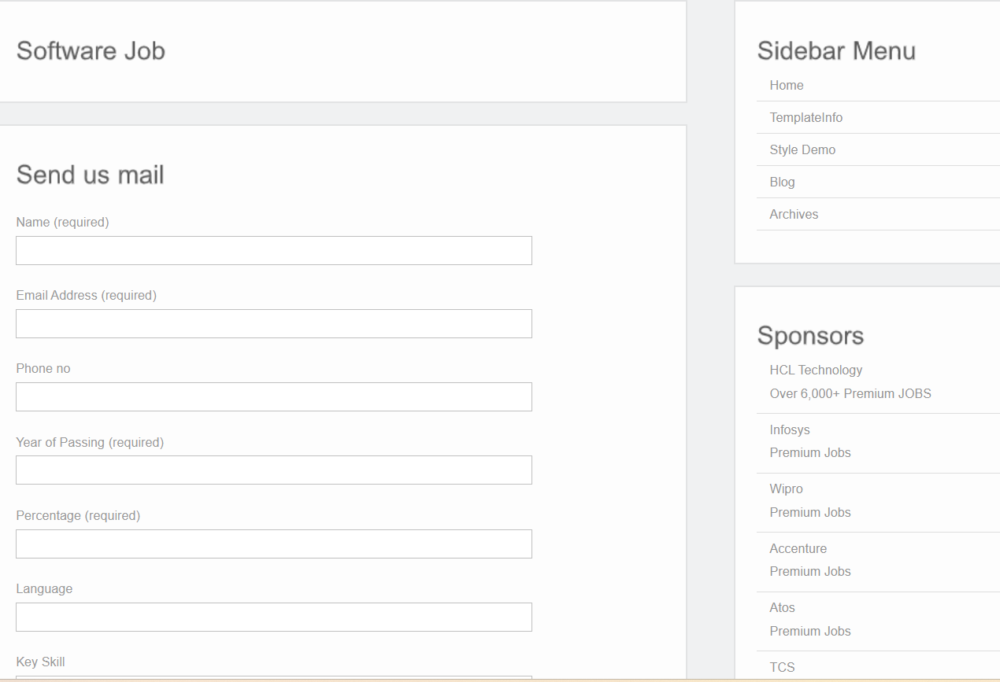 Software Job
Send us mail
Name (required)
Email Address (required)
Phone no
Year of Passing (required)
Percentage (required)
Language
Key Skill
Sidebar Menu
Home
TemplateInfo
Style Demo
Blog
Archives
Sponsors
HCL Technology
Over 6,000+ Premium JOBS
Infosys
Premium Jobs
Wipro
Premium Jobs
Accenture
Premium Jobs
Atos
Premium Jobs
TCS